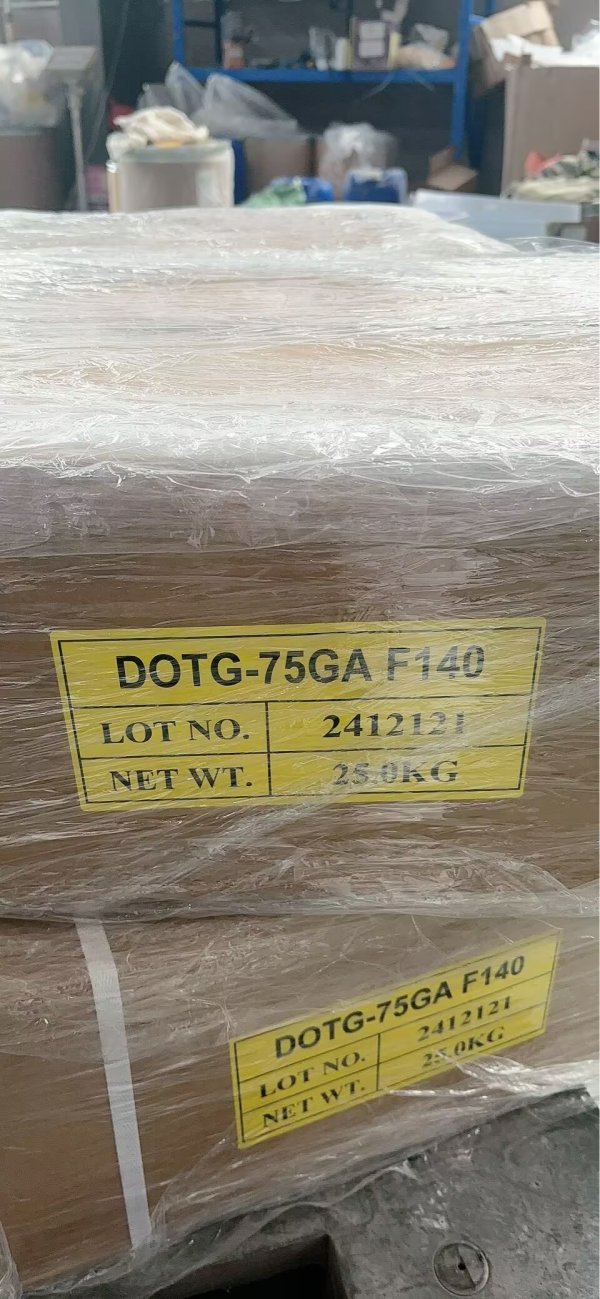 DOTG-75GA F140
LOT NO. 2412121
NET WT. 25.0KG
DOTG-75GA F140
LOT NO. 2412121
NET WT. 25.0KG